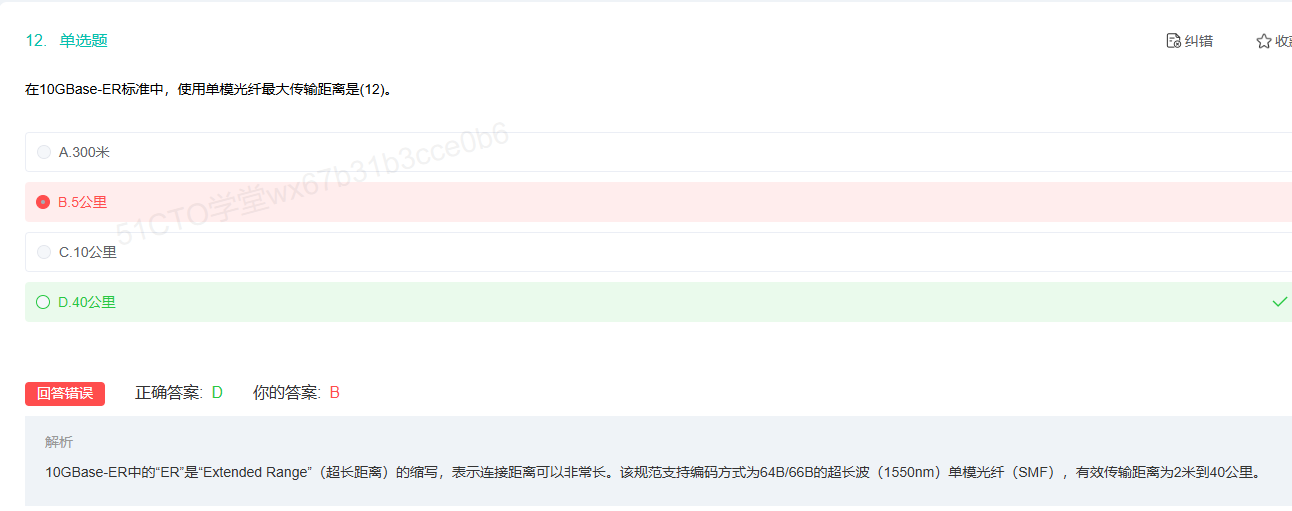 12. 单选题
纠错
收
在10GBase-ER标准中，使用单模光纤最大传输距离是(12)。
A.300米
B.5公里
C.10公里
D.40公里
51CTO学堂wx67b31b3cce0b6
回答错误 正确答案: D 你的答案: B
解析
10GBase-ER中的“ER”是“Extended Range”（超长距离）的缩写，表示连接距离可以非常长。该规范支持编码方式为64B/66B的超长波（1550nm）单模光纤（SMF），有效传输距离为2米到40公里。